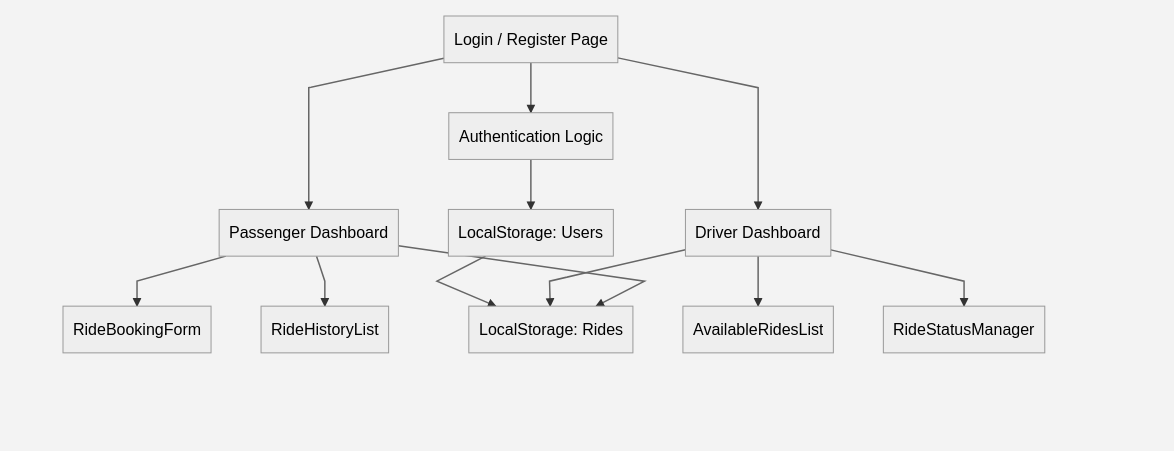 Login / Register Page
Authentication Logic
Passenger Dashboard
LocalStorage: Users
Driver Dashboard
RideBookingForm
RideHistoryList
LocalStorage: Rides
AvailableRidesList
RideStatusManager